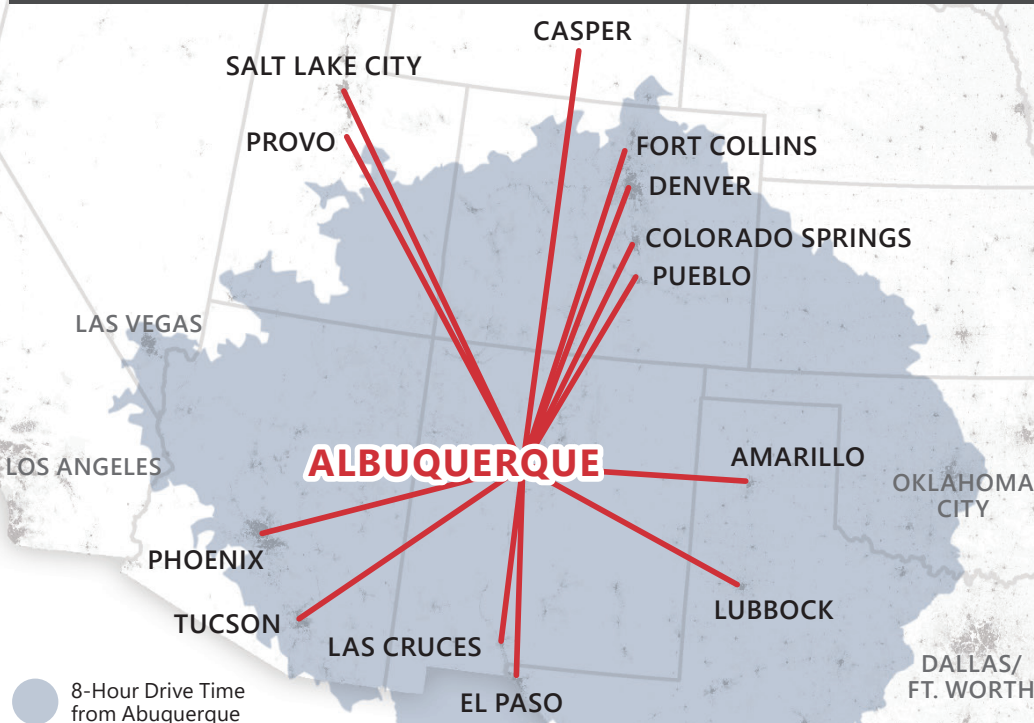 CASPER
SALT LAKE CITY
PROVO
FORT COLLINS
DENVER
COLORADO SPRINGS
PUEBLO
LAS VEGAS
ALBUQUERQUE
AMARILLO
LOS ANGELES
OKLAHOMA
CITY
PHOENIX
LUBBOCK
TUCSON
LAS CRUCES
DALLAS/
FT. WORTH
EL PASO
8-Hour Drive Time
from Abuquerque